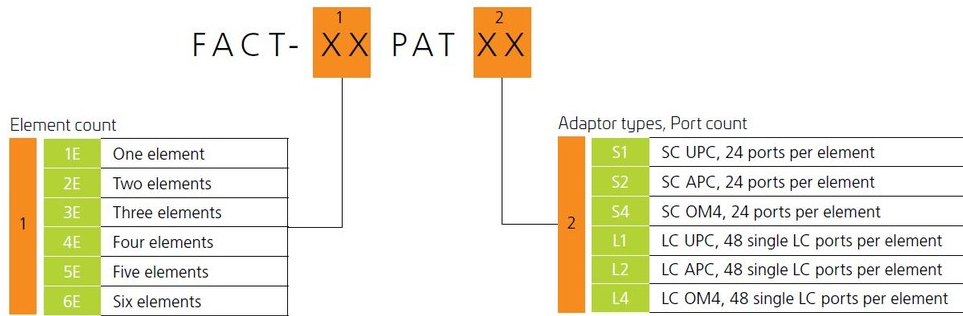 1 2
FACT- XX PAT XX
Element count
1
1E One element
2E Two elements
3E Three elements
4E Four elements
5E Five elements
6E Six elements
Adaptor types, Port count
2
S1 SC UPC, 24 ports per element
S2 SC APC, 24 ports per element
S4 SC OM4, 24 ports per element
L1 LC UPC, 48 single LC ports per element
L2 LC APC, 48 single LC ports per element
L4 LC OM4, 48 single LC ports per element